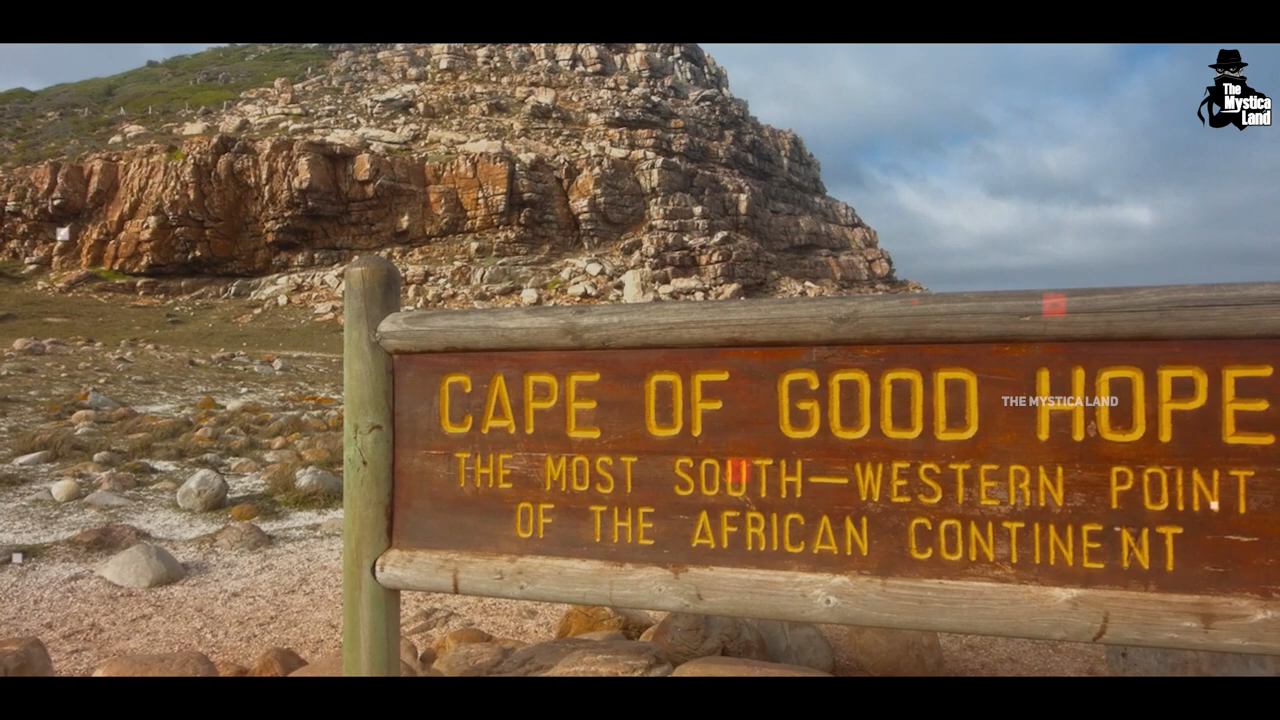 The
Mystica
Land
CAPE OF GOOD HOPE
THE MYSTICA LAND
THE MOST SOUTH-WESTERN POINT
OF THE AFRICAN CONTINENT